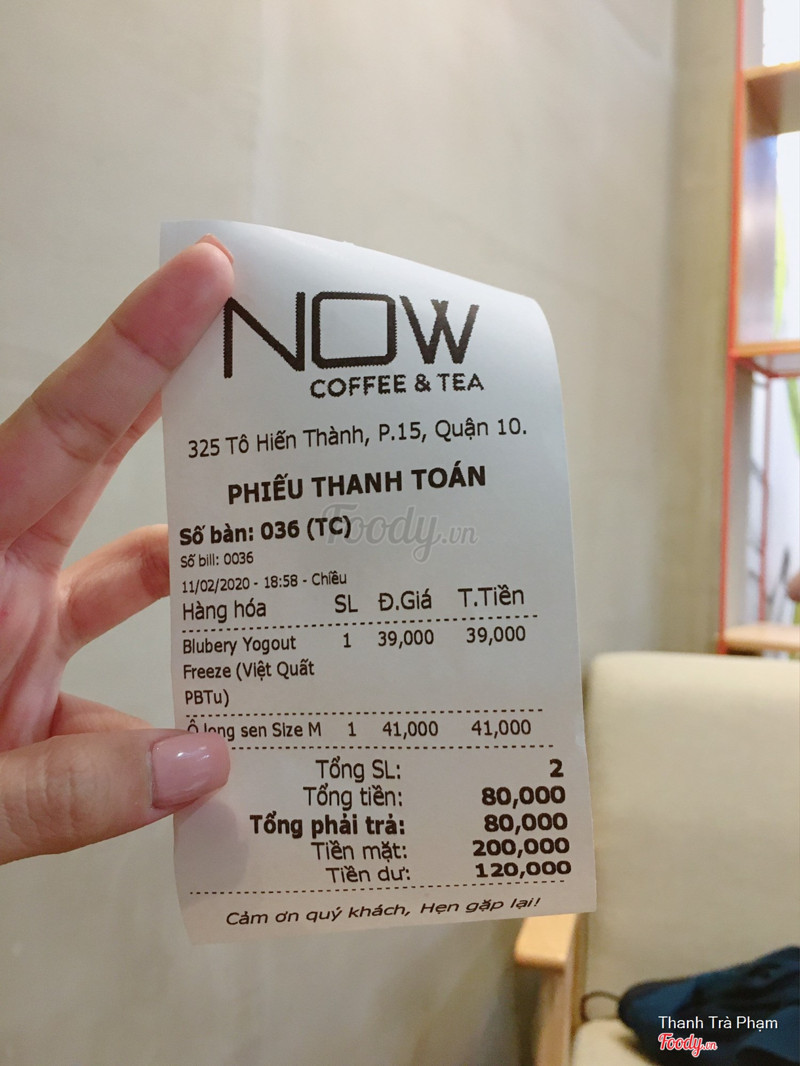 NOW
COFFEE & TEA
325 Tô Hiến Thành, P.15, Quận 10.
PHIẾU THANH TOÁN
Số bàn: 036 (TC)
Foody.vn
Số bill: 0036
11/02/2020 - 18:58 - Chiều
Hàng hóa SL Đ.Giá T.Tiền
Blubery Yogout 1 39,000 39,000
Freeze (Việt Quất
PBTu)
Ô long sen Size M 1 41,000 41,000
Tổng SL: 2
Tổng tiền: 80,000
Tổng phải trả: 80,000
Tiền mặt: 200,000
Tiền dư: 120,000
Cảm ơn quý khách, Hẹn gặp lại!
Thanh Trà Phạm
Foody.vn